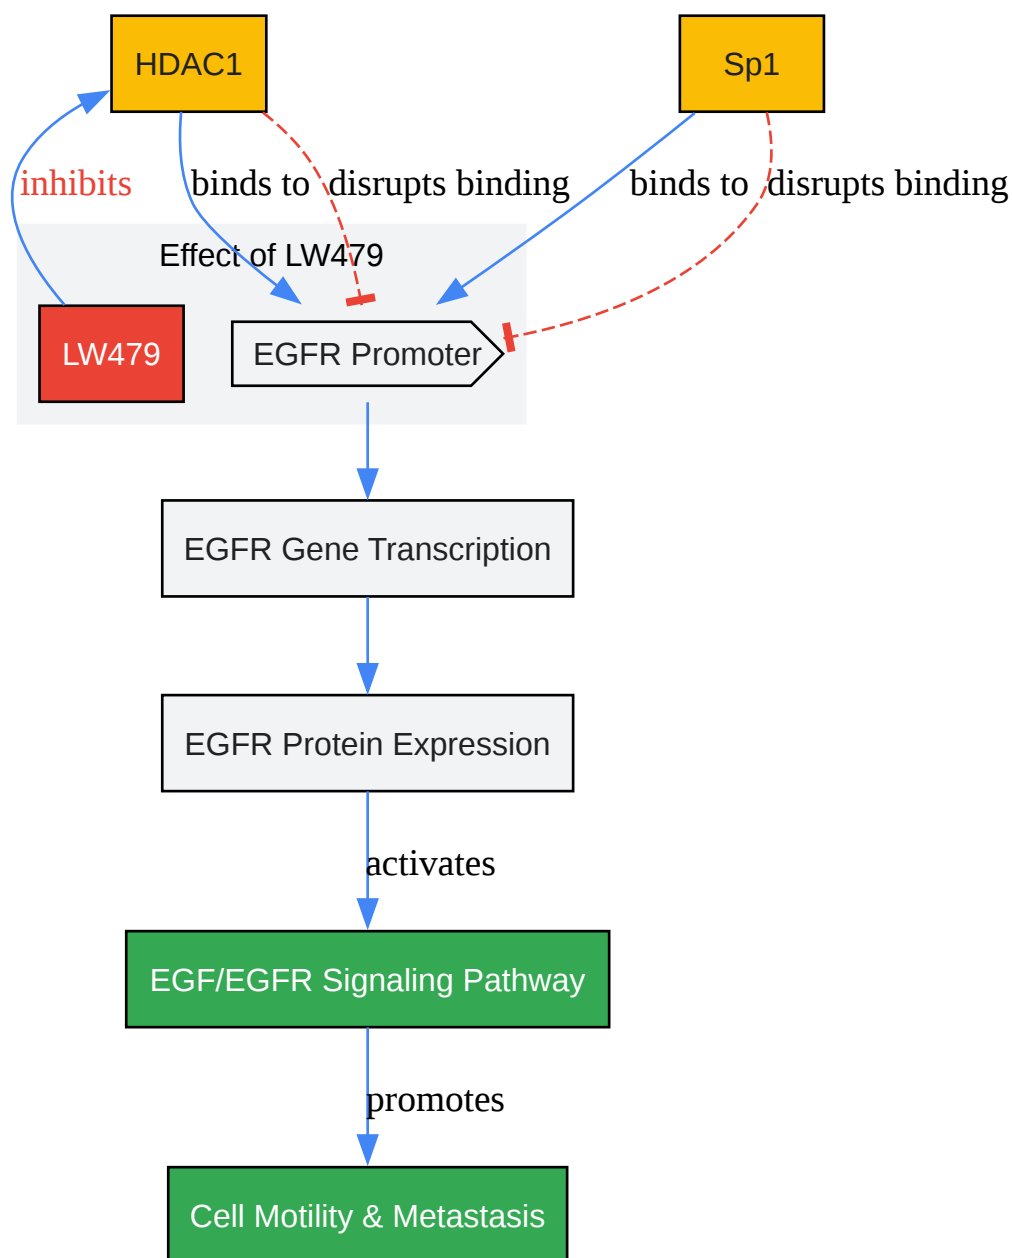 HDAC1
Sp1
inhibits
binds to
disrupts binding
binds to
disrupts binding
Effect of LW479
LW479
EGFR Promoter
EGFR Gene Transcription
EGFR Protein Expression
activates
EGF/EGFR Signaling Pathway
promotes
Cell Motility & Metastasis